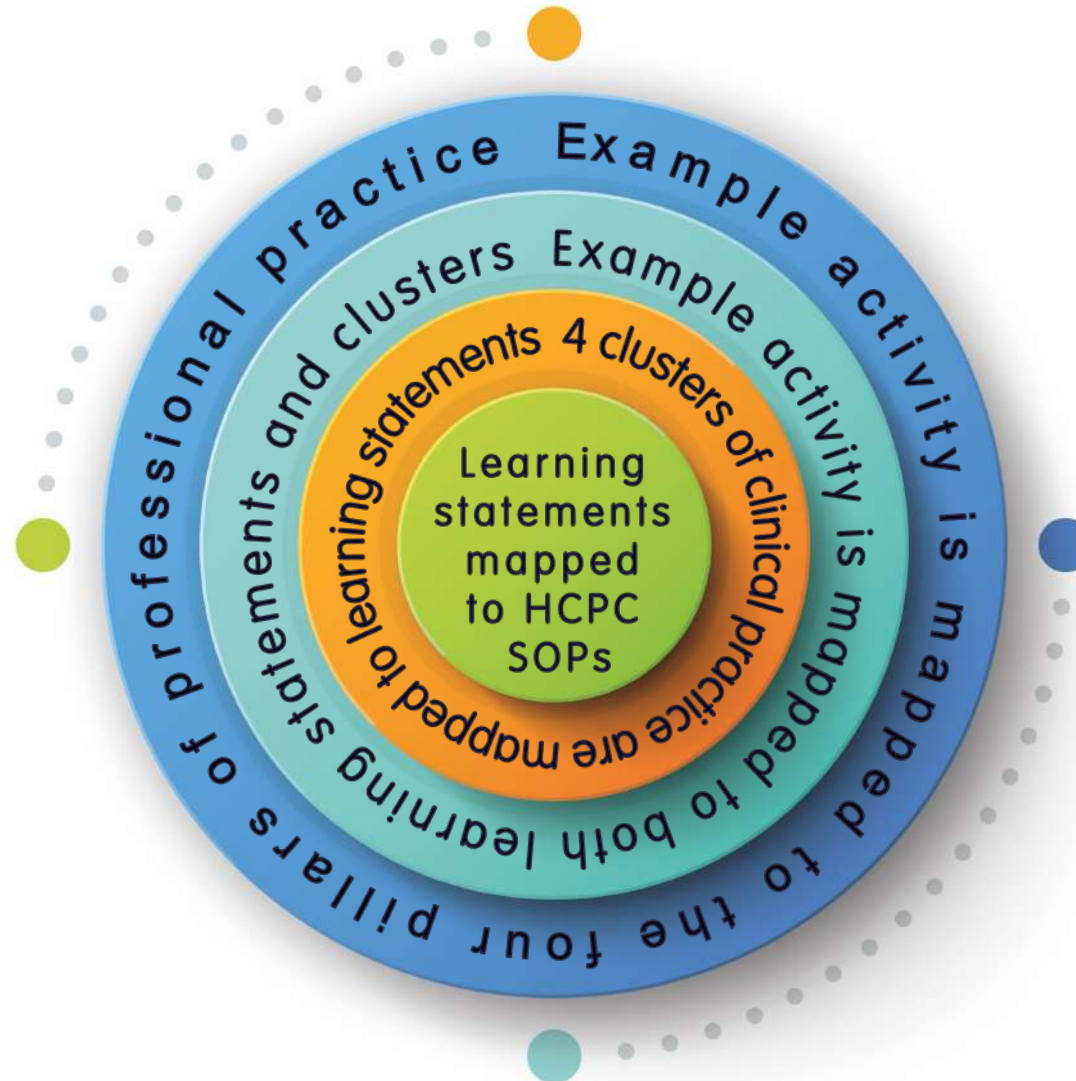 Example activity is mapped to the four pillars of professional practice
Example activity is mapped to both learning statements and clusters
4 clusters of clinical practice are mapped to learning statements
Learning
statements
mapped
to HCPC
SOPs